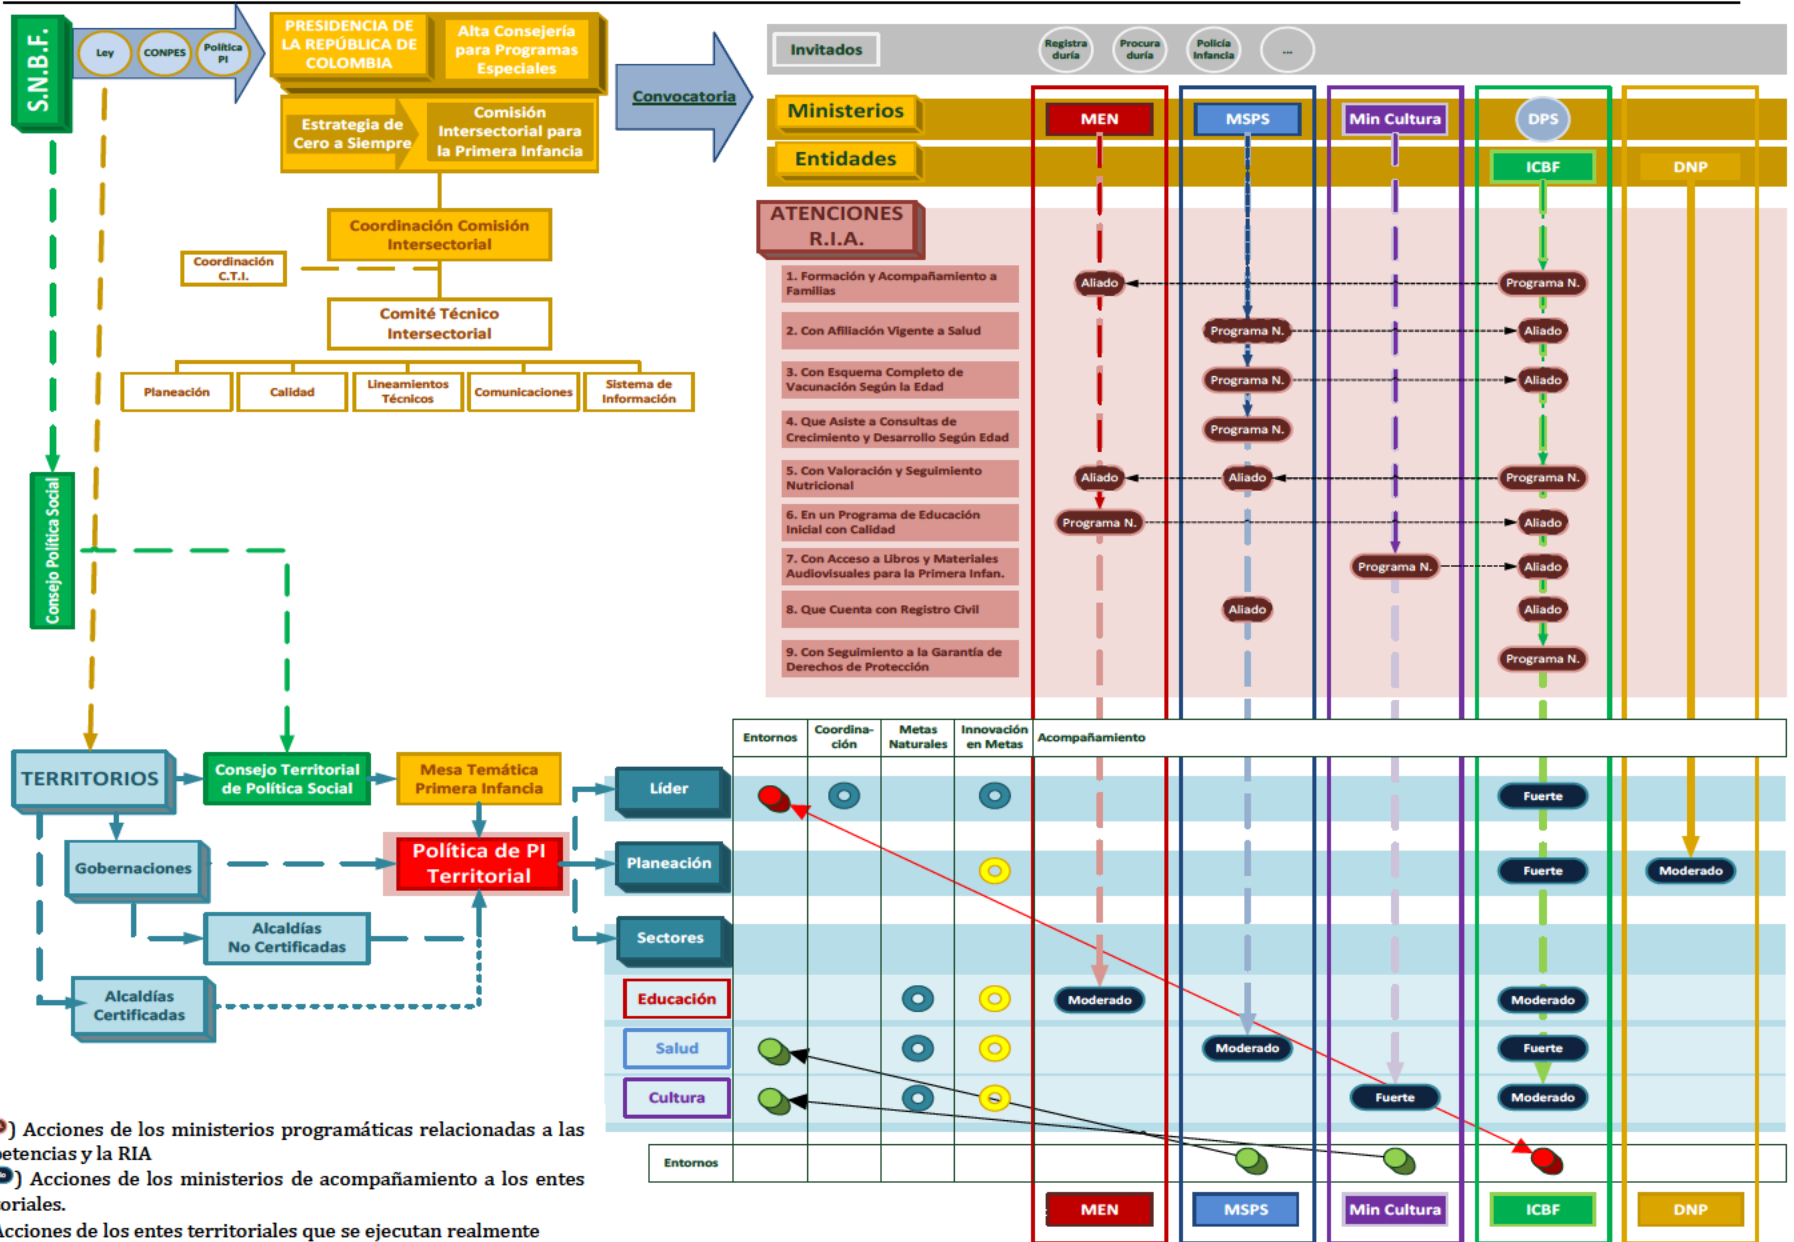 S.N.B.F.
Ley
CONPES
Política
PI
PRESIDENCIA DE
LA REPÚBLICA DE
COLOMBIA
Alta Consejería
para Programas
Especiales
Estrategia de
Cero a Siempre
Comisión
Intersectorial para
la Primera Infancia
Convocatoria
Coordinación Comisión
Intersectorial
Coordinación
C.T.I.
Comité Técnico
Intersectorial
Planeación
Calidad
Lineamientos
Técnicos
Comunicaciones
Sistema de
Información
Consejo Política Social
Invitados
Registra
duría
Procura
duría
Policía
Infancia
...
Ministerios
MEN
MSPS
Min Cultura
DPS
Entidades
ICBF
DNP
ATENCIONES
R.I.A.
1. Formación y Acompañamiento a
Familias
Aliado
Programa N.
2. Con Afiliación Vigente a Salud
Programa N.
Aliado
3. Con Esquema Completo de
Vacunación Según la Edad
Programa N.
Aliado
4. Que Asiste a Consultas de
Crecimiento y Desarrollo Según Edad
Programa N.
5. Con Valoración y Seguimiento
Nutricional
Aliado
Aliado
Programa N.
6. En un Programa de Educación
Inicial con Calidad
Programa N.
Aliado
7. Con Acceso a Libros y Materiales
Audiovisuales para la Primera Infan.
Programa N.
Aliado
8. Que Cuenta con Registro Civil
Aliado
Aliado
9. Con Seguimiento a la Garantía de
Derechos de Protección
Programa N.
TERRITORIOS
Consejo Territorial
de Política Social
Mesa Temática
Primera Infancia
Gobernaciones
Política de PI
Territorial
Alcaldías
No Certificadas
Alcaldías
Certificadas
Entornos
Coordina-
ción
Metas
Naturales
Innovación
en Metas
Acompañamiento
Líder
Fuerte
Planeación
Fuerte
Moderado
Sectores
Educación
Moderado
Moderado
Salud
Moderado
Fuerte
Cultura
Fuerte
Moderado
Entornos
MEN
MSPS
Min Cultura
ICBF
DNP
) Acciones de los ministerios programáticas relacionadas a las
petencias y la RIA
) Acciones de los ministerios de acompañamiento a los entes
toriales.
Acciones de los entes territoriales que se ejecutan realmente